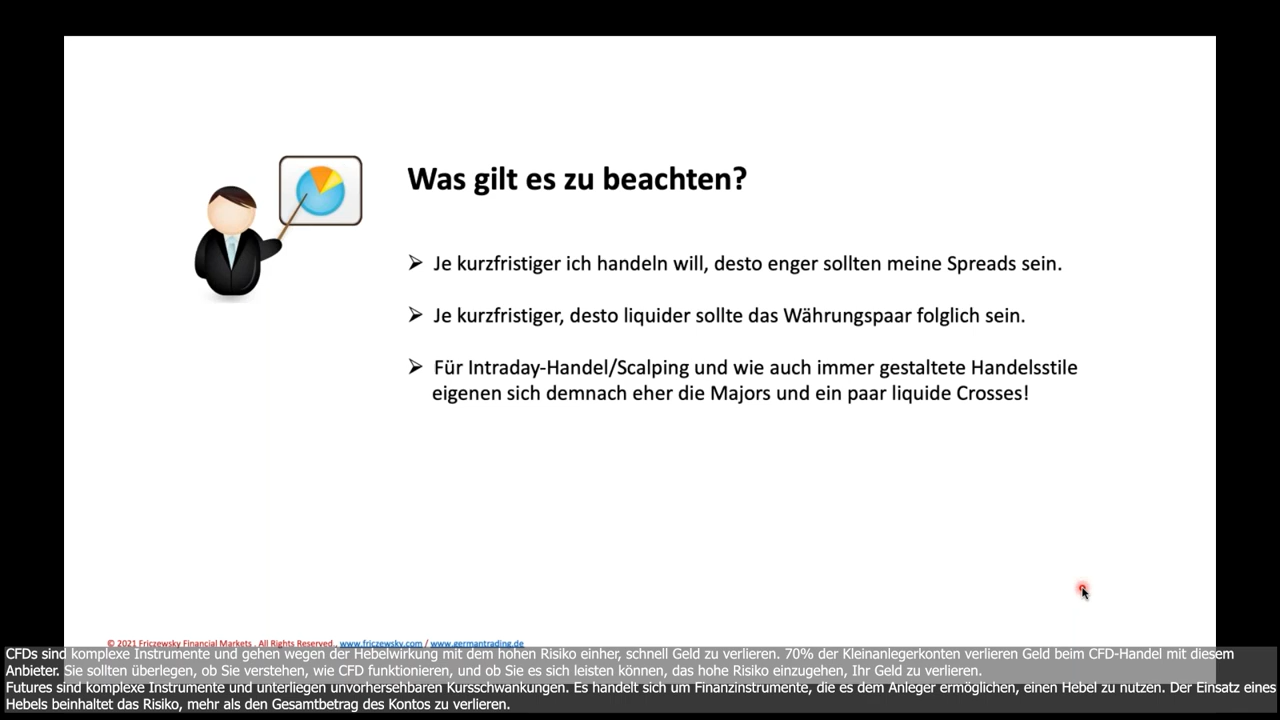 Was gilt es zu beachten?
➢ Je kurzfristiger ich handeln will, desto enger sollten meine Spreads sein.
➢ Je kurzfristiger, desto liquider sollte das Währungspaar folglich sein.
➢ Für Intraday-Handel/Scalping und wie auch immer gestaltete Handelsstile
eigenen sich demnach eher die Majors und ein paar liquide Crosses!
© 2021 Friczewsky Financial Markets . All Rights Reserved . www.friczewsky.com / www.germantrading.de
CFDs sind komplexe Instrumente und gehen wegen der Hebelwirkung mit dem hohen Risiko einher, schnell Geld zu verlieren. 70% der Kleinanlegerkonten verlieren Geld beim CFD-Handel mit diesem
Anbieter. Sie sollten überlegen, ob Sie verstehen, wie CFD funktionieren, und ob Sie es sich leisten können, das hohe Risiko einzugehen, Ihr Geld zu verlieren.
Futures sind komplexe Instrumente und unterliegen unvorhersehbaren Kursschwankungen. Es handelt sich um Finanzinstrumente, die es dem Anleger ermöglichen, einen Hebel zu nutzen. Der Einsatz eines
Hebels beinhaltet das Risiko, mehr als den Gesamtbetrag des Kontos zu verlieren.